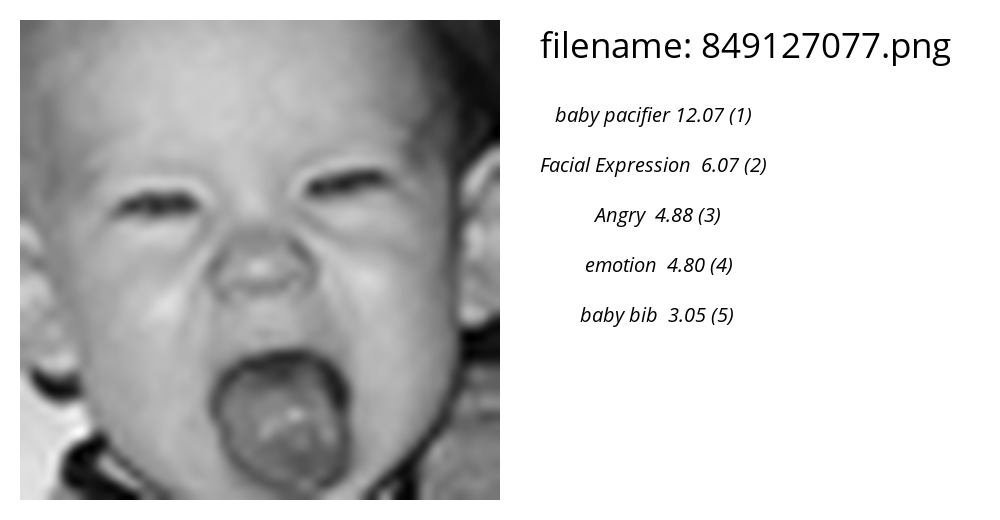 filename: 849127077.png
baby pacifier 12.07 (1)
Facial Expression 6.07 (2)
Angry 4.88 (3)
emotion 4.80 (4)
baby bib 3.05 (5)